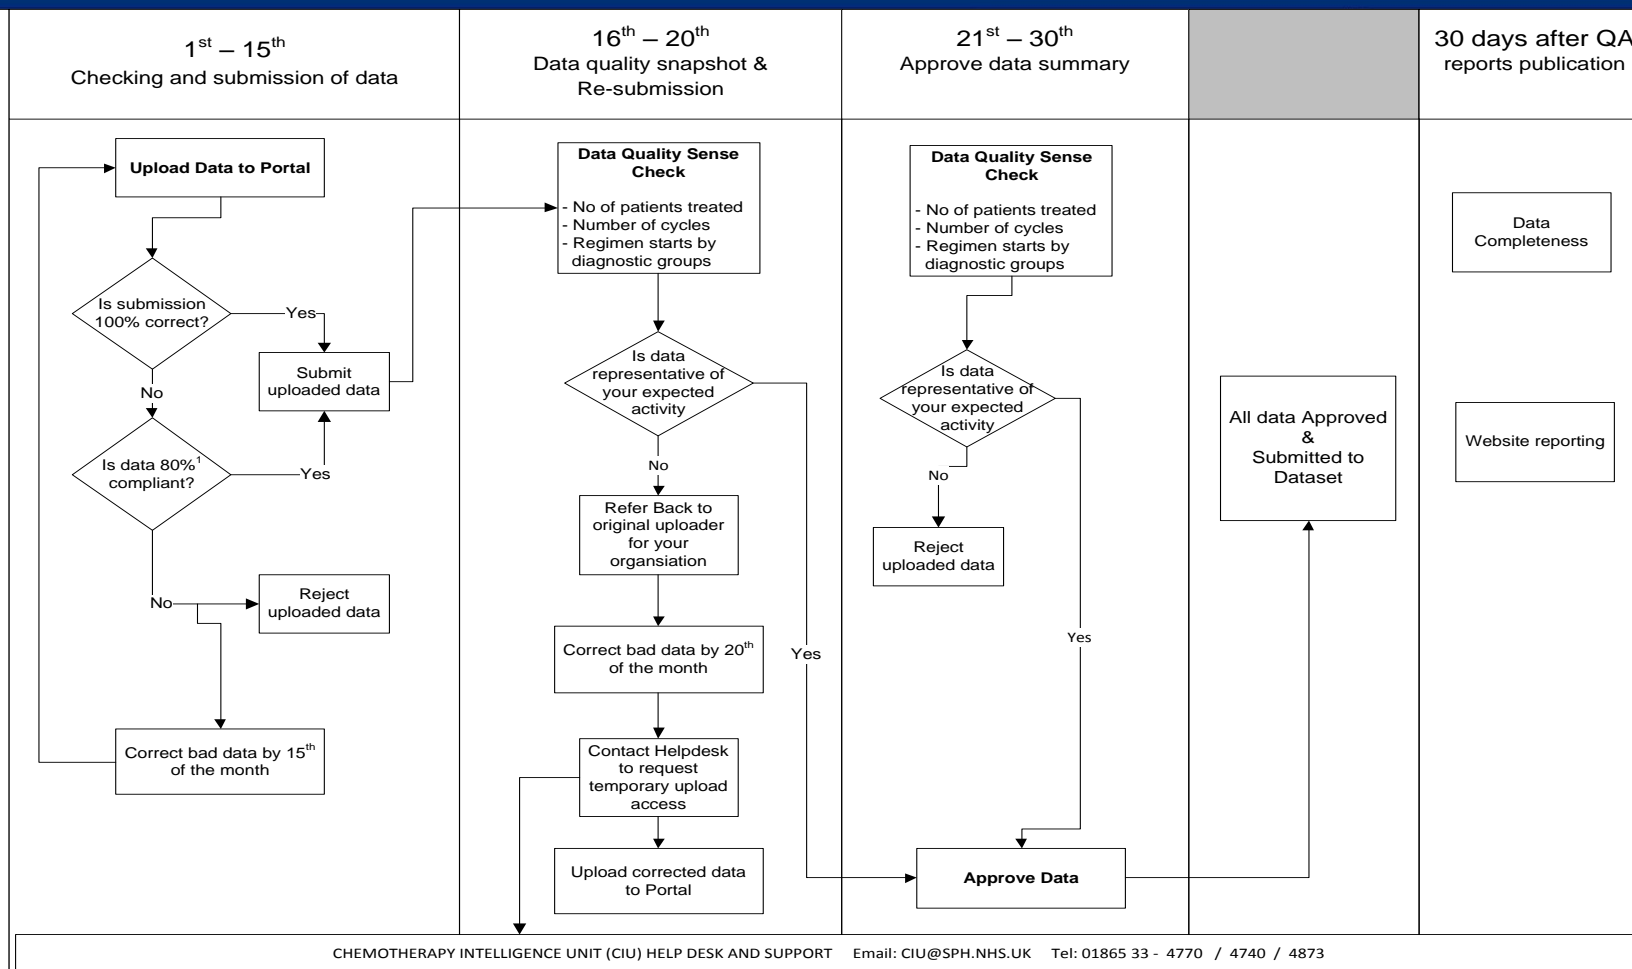 1st – 15th
Checking and submission of data
16th – 20th
Data quality snapshot &
Re-submission
21st – 30th
Approve data summary
30 days after QA
reports publication
Upload Data to Portal
Is submission
100% correct?
Yes
No
Submit
uploaded data
Is data 80%1
compliant?
Yes
No
Reject
uploaded data
Correct bad data by 15th
of the month
Data Quality Sense
Check
- No of patients treated
- Number of cycles
- Regimen starts by
diagnostic groups
Is data
representative of
your expected
activity
No
Yes
Refer Back to
original uploader
for your
organsiation
Correct bad data by 20th
of the month
Contact Helpdesk
to request
temporary upload
access
Upload corrected data
to Portal
Data Quality Sense
Check
- No of patients treated
- Number of cycles
- Regimen starts by
diagnostic groups
Is data
representative of
your expected
activity
No
Reject
uploaded data
Yes
Approve Data
All data Approved
&
Submitted to
Dataset
Data
Completeness
Website reporting
CHEMOTHERAPY INTELLIGENCE UNIT (CIU) HELP DESK AND SUPPORT Email: CIU@SPH.NHS.UK Tel: 01865 33 - 4770 / 4740 / 4873